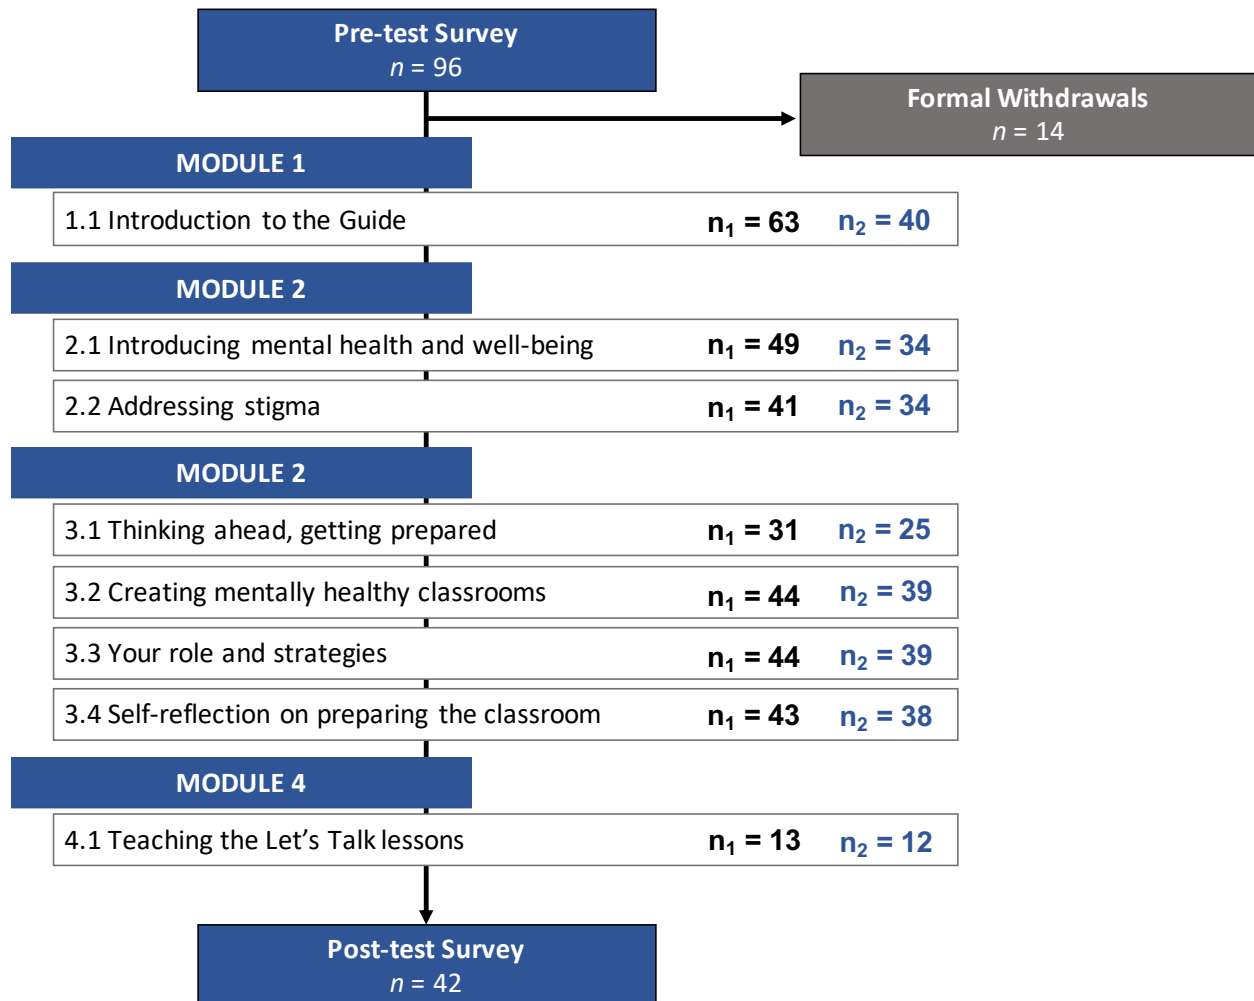 Pre-test Survey
n = 96
Formal Withdrawals
n = 14
MODULE 1
1.1 Introduction to the Guide n₁ = 63 n₂ = 40
MODULE 2
2.1 Introducing mental health and well-being n₁ = 49 n₂ = 34
2.2 Addressing stigma n₁ = 41 n₂ = 34
MODULE 2
3.1 Thinking ahead, getting prepared n₁ = 31 n₂ = 25
3.2 Creating mentally healthy classrooms n₁ = 44 n₂ = 39
3.3 Your role and strategies n₁ = 44 n₂ = 39
3.4 Self-reflection on preparing the classroom n₁ = 43 n₂ = 38
MODULE 4
4.1 Teaching the Let’s Talk lessons n₁ = 13 n₂ = 12
Post-test Survey
n = 42